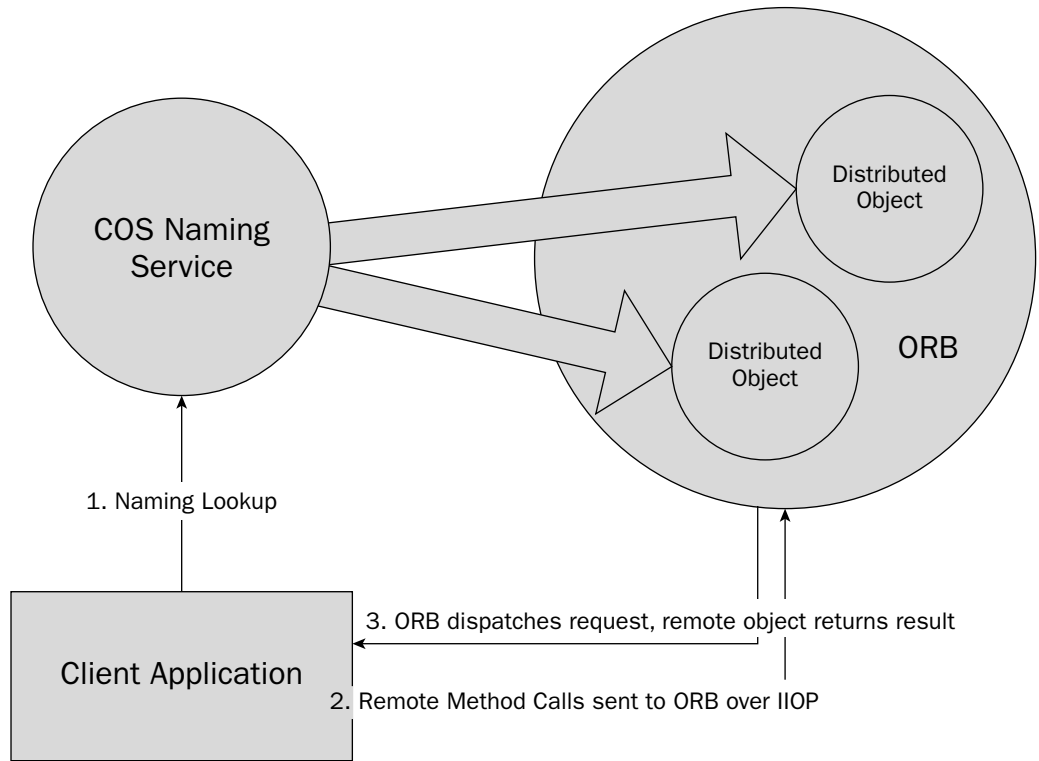 COS Naming
Service
Distributed
Object
Distributed
Object
ORB
1. Naming Lookup
3. ORB dispatches request, remote object returns result
Client Application
2. Remote Method Calls sent to ORB over IIOP